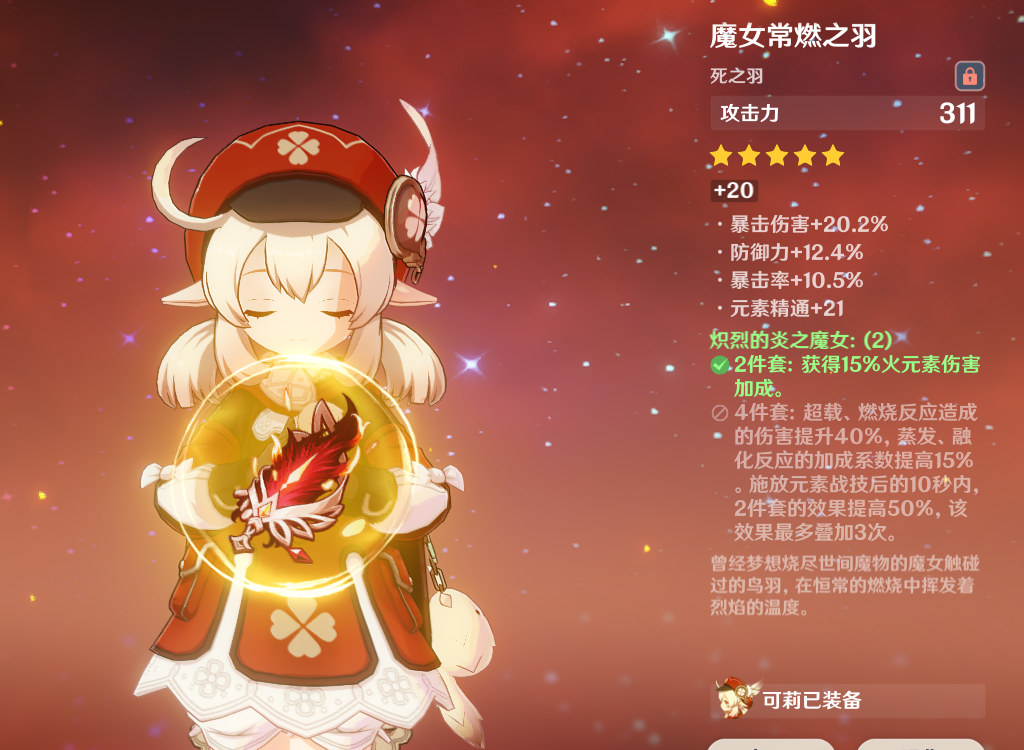 魔女常燃之羽
死之羽
攻击力 311
+20
·暴击伤害+20.2%
·防御力+12.4%
·暴击率+10.5%
·元素精通+21
炽烈的炎之魔女: (2)
2件套: 获得15%火元素伤害
加成。
4件套: 超载、燃烧反应造成
的伤害提升40%, 蒸发、融
化反应的加成系数提高15%
。施放元素战技后的10秒内,
2件套的效果提高50%, 该
效果最多叠加3次。
曾经梦想烧尽世间魔物的魔女触碰
过的鸟羽, 在恒常的燃烧中挥发着
烈焰的温度。
可莉已装备